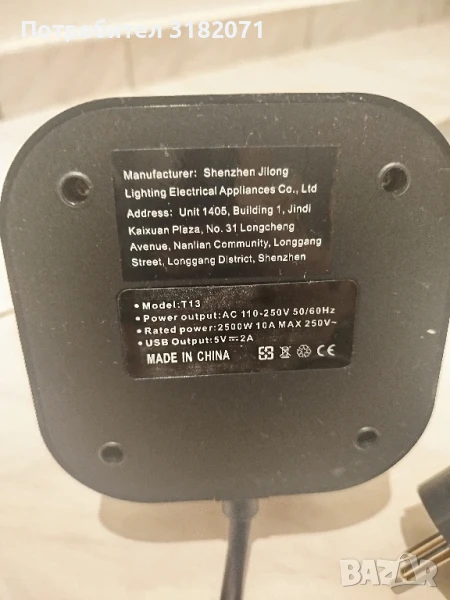 Потребител 3182071
Manufacturer: Shenzhen Jilong
Lighting Electrical Appliances Co., Ltd
Address: Unit 1405, Building 1, Jindi
Kaixuan Plaza, No. 31 Longcheng
Avenue, Nanlian Community, Longgang
Street, Longgang District, Shenzhen
• Model:T13
• Power output:AC 110-250V 50/60Hz
• Rated power:2500W 10A MAX 250V~
• USB Output:5V⎓2A
MADE IN CHINA CE
BAZAR